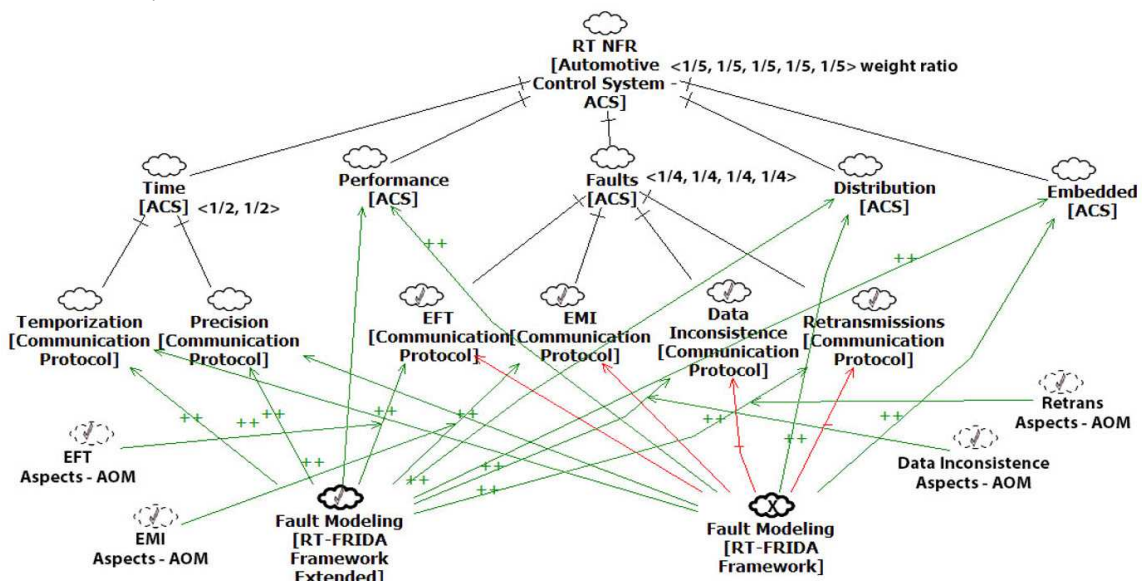 RT NFR
[Automotive <1/5, 1/5, 1/5, 1/5, 1/5> weight ratio
Control System -
ACS]
Time
[ACS] <1/2, 1/2>
Performance
[ACS]
Faults <1/4, 1/4, 1/4, 1/4>
[ACS]
Distribution
[ACS]
Embedded
[ACS]
++
++
Temporization
[Communication
Protocol]
Precision
[Communication
Protocol]
EFT
[Communication
Protocol]
EMI
[Communication
Protocol]
Data
Inconsistence
[Communication
Protocol]
Retransmissions
[Communication
Protocol]
++
++
++
++
++
++
++
++
++
++
++
-
-
EFT
Aspects - AOM
Retrans
Aspects - AOM
Data Inconsistence
Aspects - AOM
EMI
Aspects - AOM
Fault Modeling
[RT-FRIDA
Framework
Extended]
X
Fault Modeling
[RT-FRIDA
Framework]